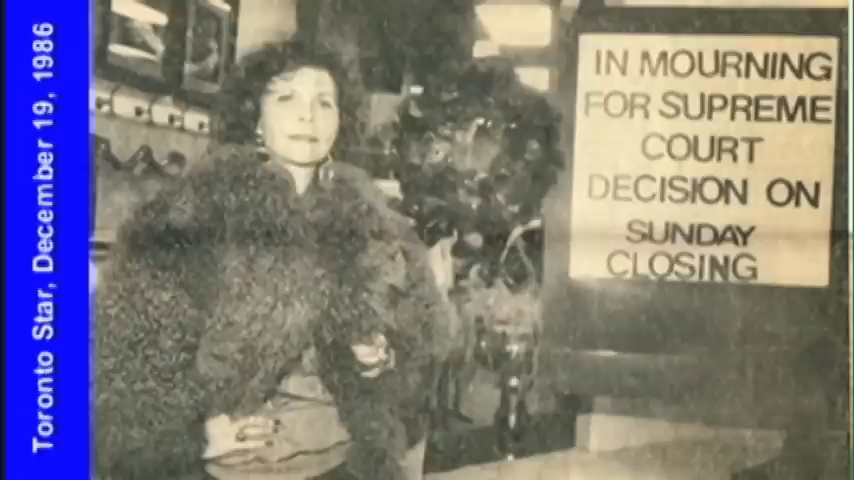 Toronto Star, December 19, 1986
IN MOURNING
FOR SUPREME
COURT
DECISION ON
SUNDAY
CLOSING